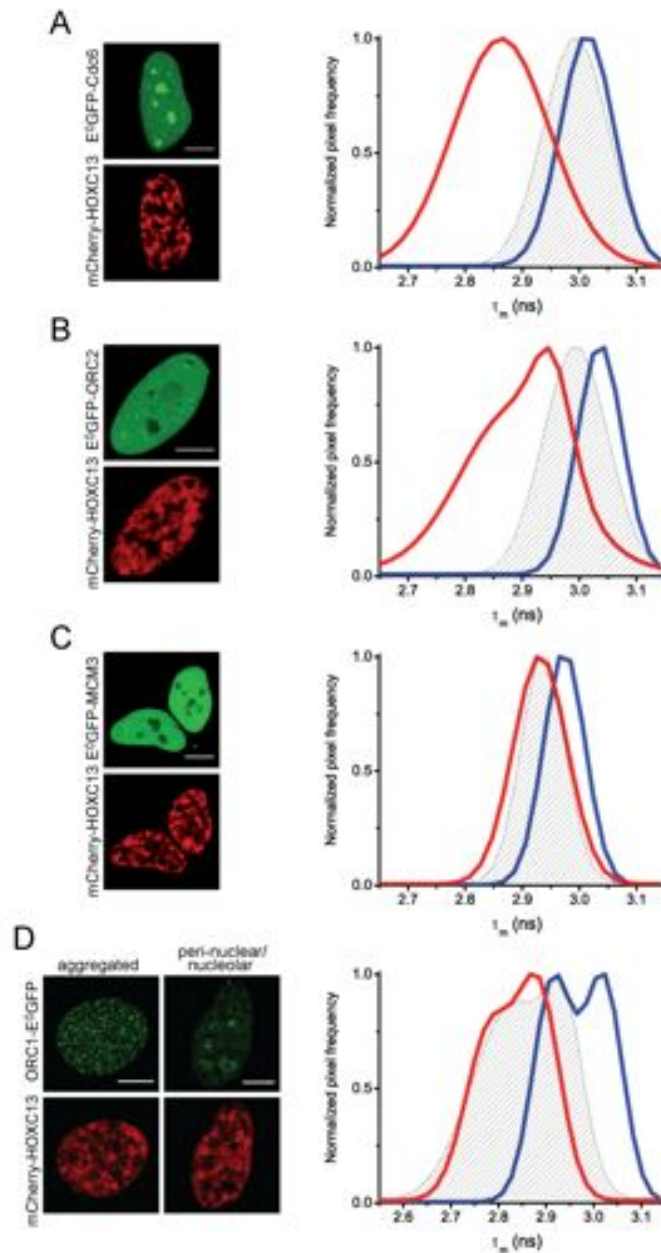 A
E⁰GFP-Cdc6
mCherry-HOXC13
Normalized pixel frequency
1.0
0.5
0.0
2.7 2.8 2.9 3.0 3.1
τm (ns)
B
E⁰GFP-ORC2
mCherry-HOXC13
Normalized pixel frequency
1.0
0.5
0.0
2.7 2.8 2.9 3.0 3.1
τm (ns)
C
E⁰GFP-MCM3
mCherry-HOXC13
Normalized pixel frequency
1.0
0.5
0.0
2.7 2.8 2.9 3.0 3.1
τm (ns)
D
aggregated
peri-nuclear/
nucleolar
ORC1-E⁰GFP
mCherry-HOXC13
Normalized pixel frequency
1.0
0.5
0.0
2.6 2.7 2.8 2.9 3.0 3.1
τm (ns)